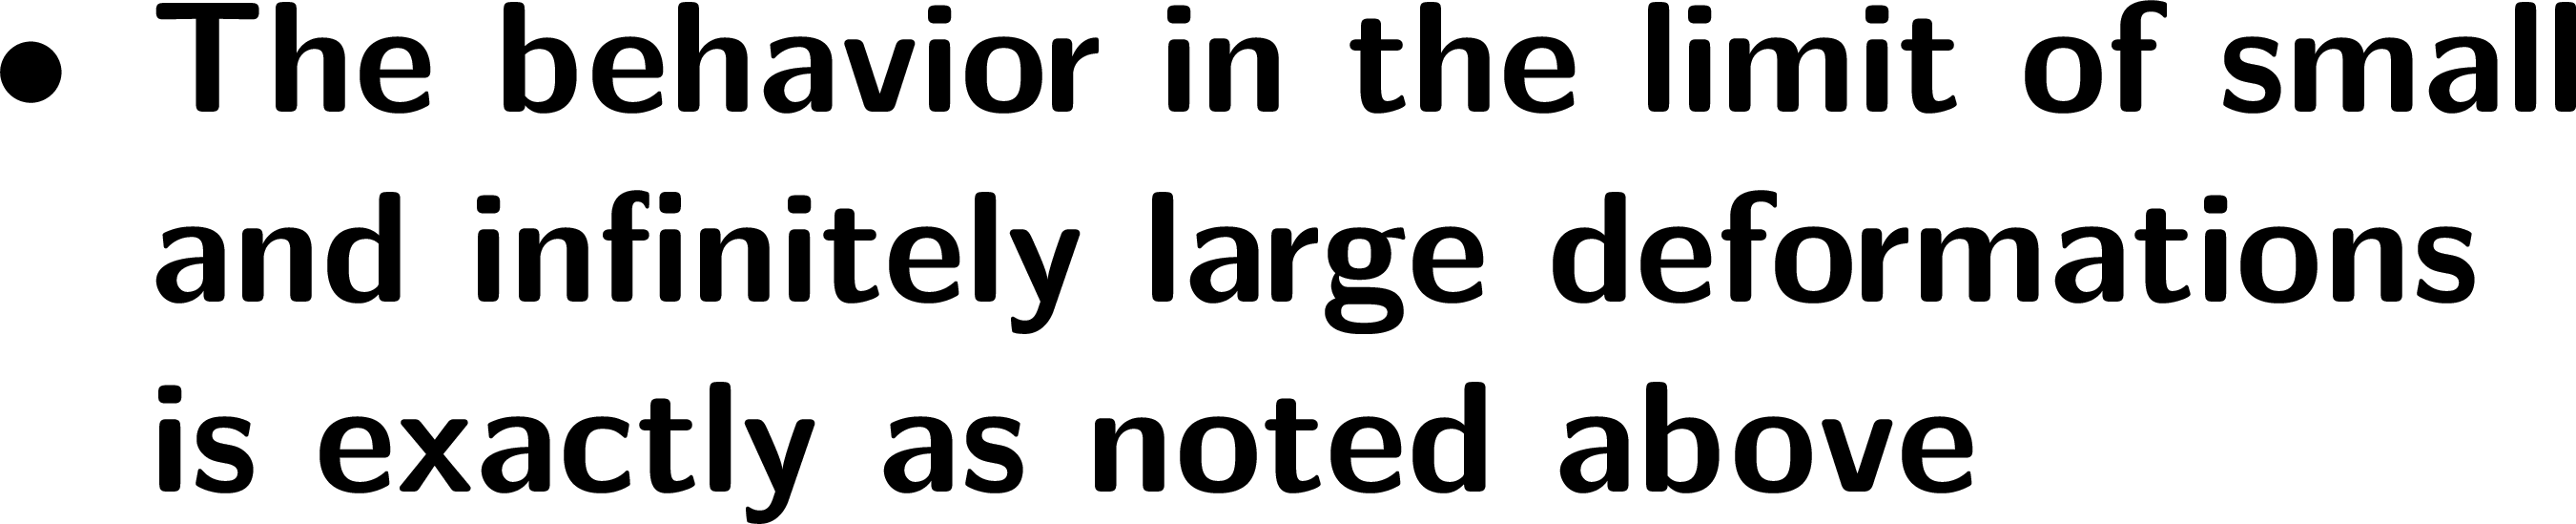 • The behavior in the limit of small
and infinitely large deformations
is exactly as noted above